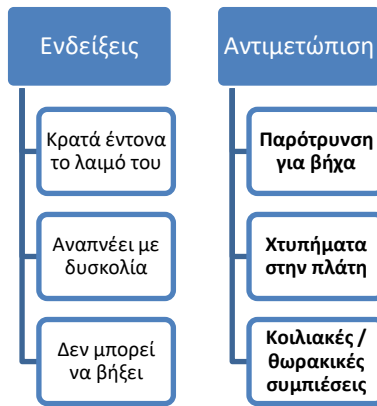 Ενδείξεις
Κρατά έντονα
το λαιμό του
Αναπνέει με
δυσκολία
Δεν μπορεί
να βήξει
Αντιμετώπιση
Παρότρυνση
για βήχα
Χτυπήματα
στην πλάτη
Κοιλιακές /
θωρακικές
συμπιέσεις